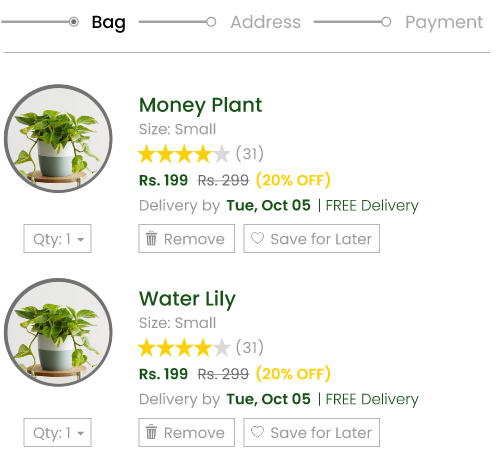 Bag Address Payment
Money Plant
Size: Small
(31)
Rs. 199 Rs. 299 (20% OFF)
Delivery by Tue, Oct 05 | FREE Delivery
Qty: 1 Remove Save for Later
Water Lily
Size: Small
(31)
Rs. 199 Rs. 299 (20% OFF)
Delivery by Tue, Oct 05 | FREE Delivery
Qty: 1 Remove Save for Later